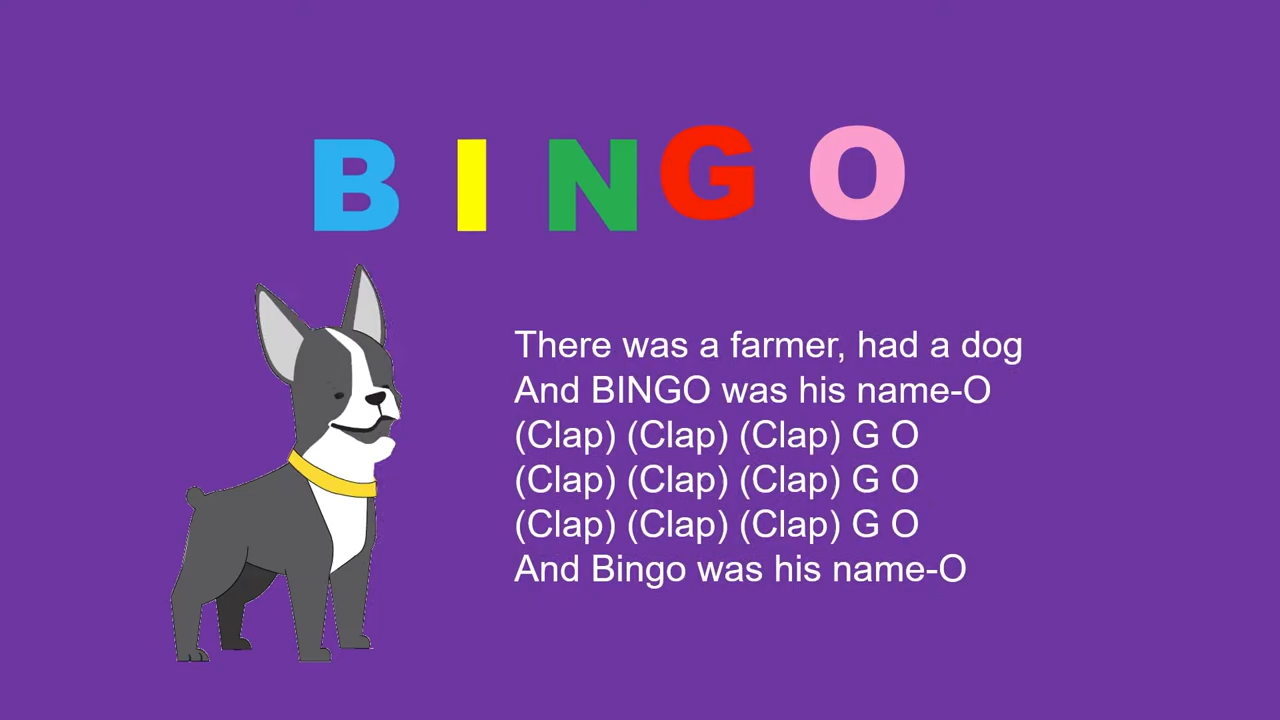 B I N G O
There was a farmer, had a dog
And BINGO was his name-O
(Clap) (Clap) (Clap) G O
(Clap) (Clap) (Clap) G O
(Clap) (Clap) (Clap) G O
And Bingo was his name-O